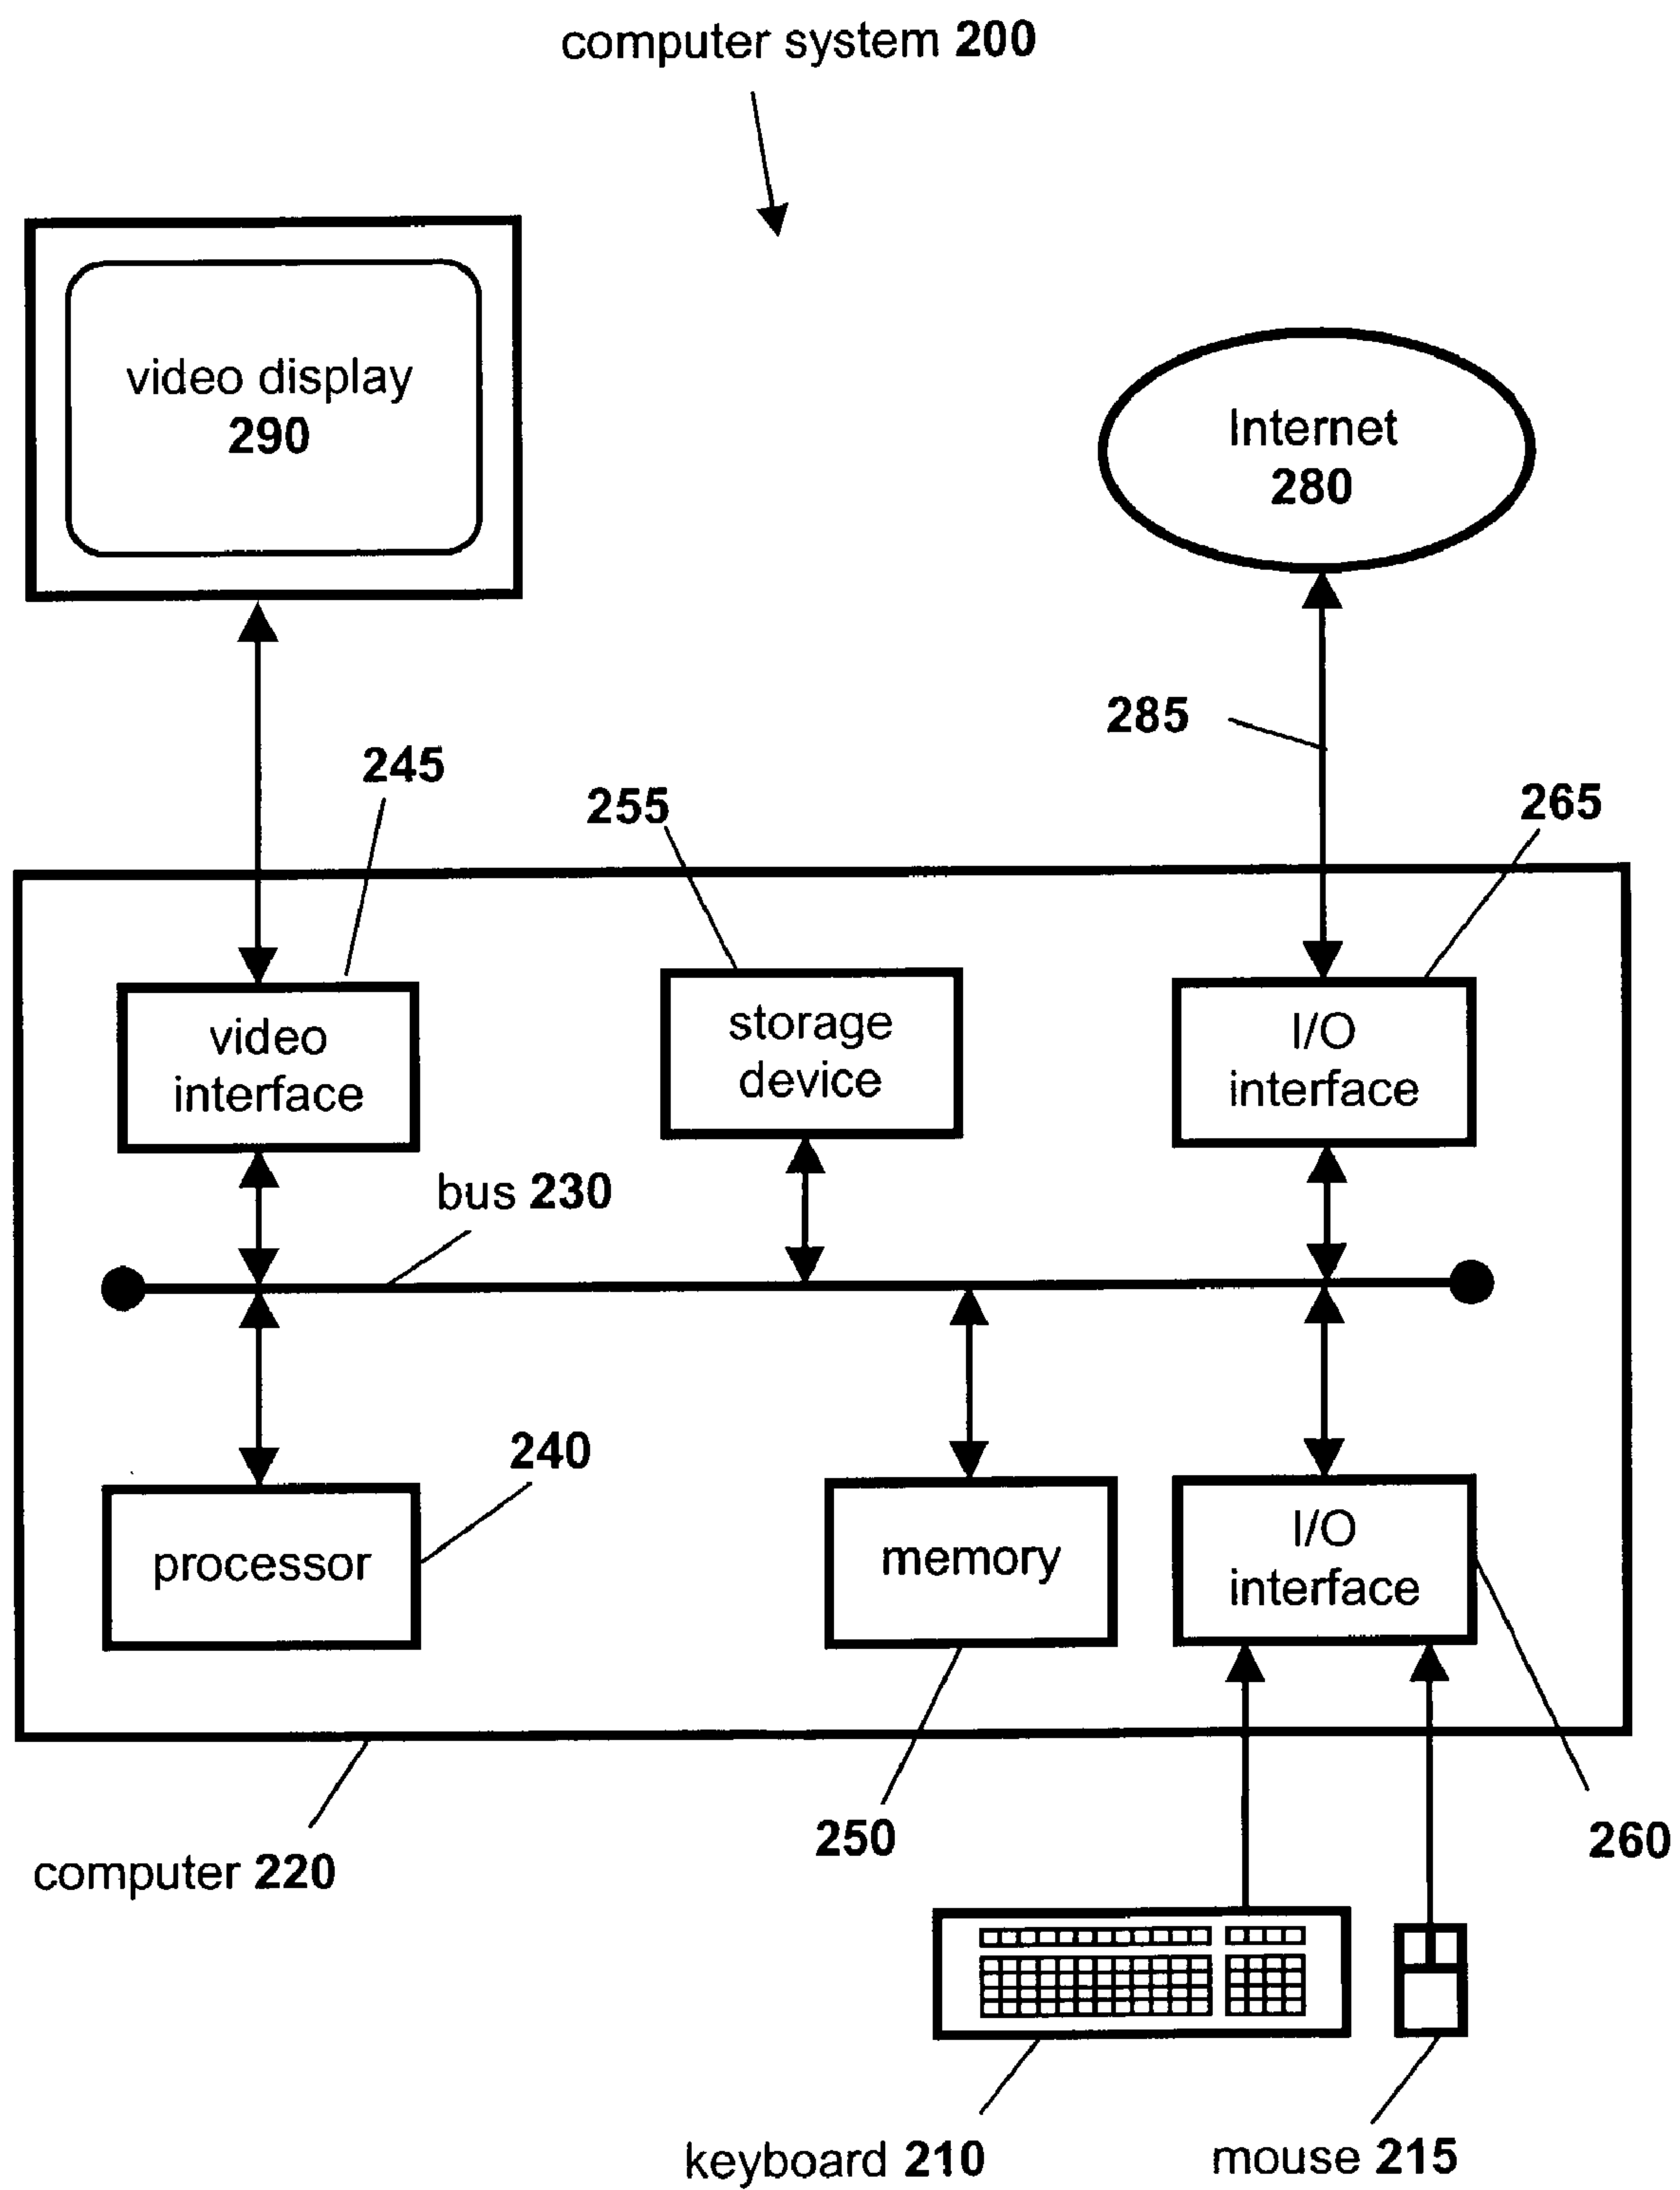 computer system 200
video display
290
Internet
280
285
245
255
265
video
interface
storage
device
I/O
interface
bus 230
240
processor
memory
I/O
interface
250
260
computer 220
keyboard 210
mouse 215